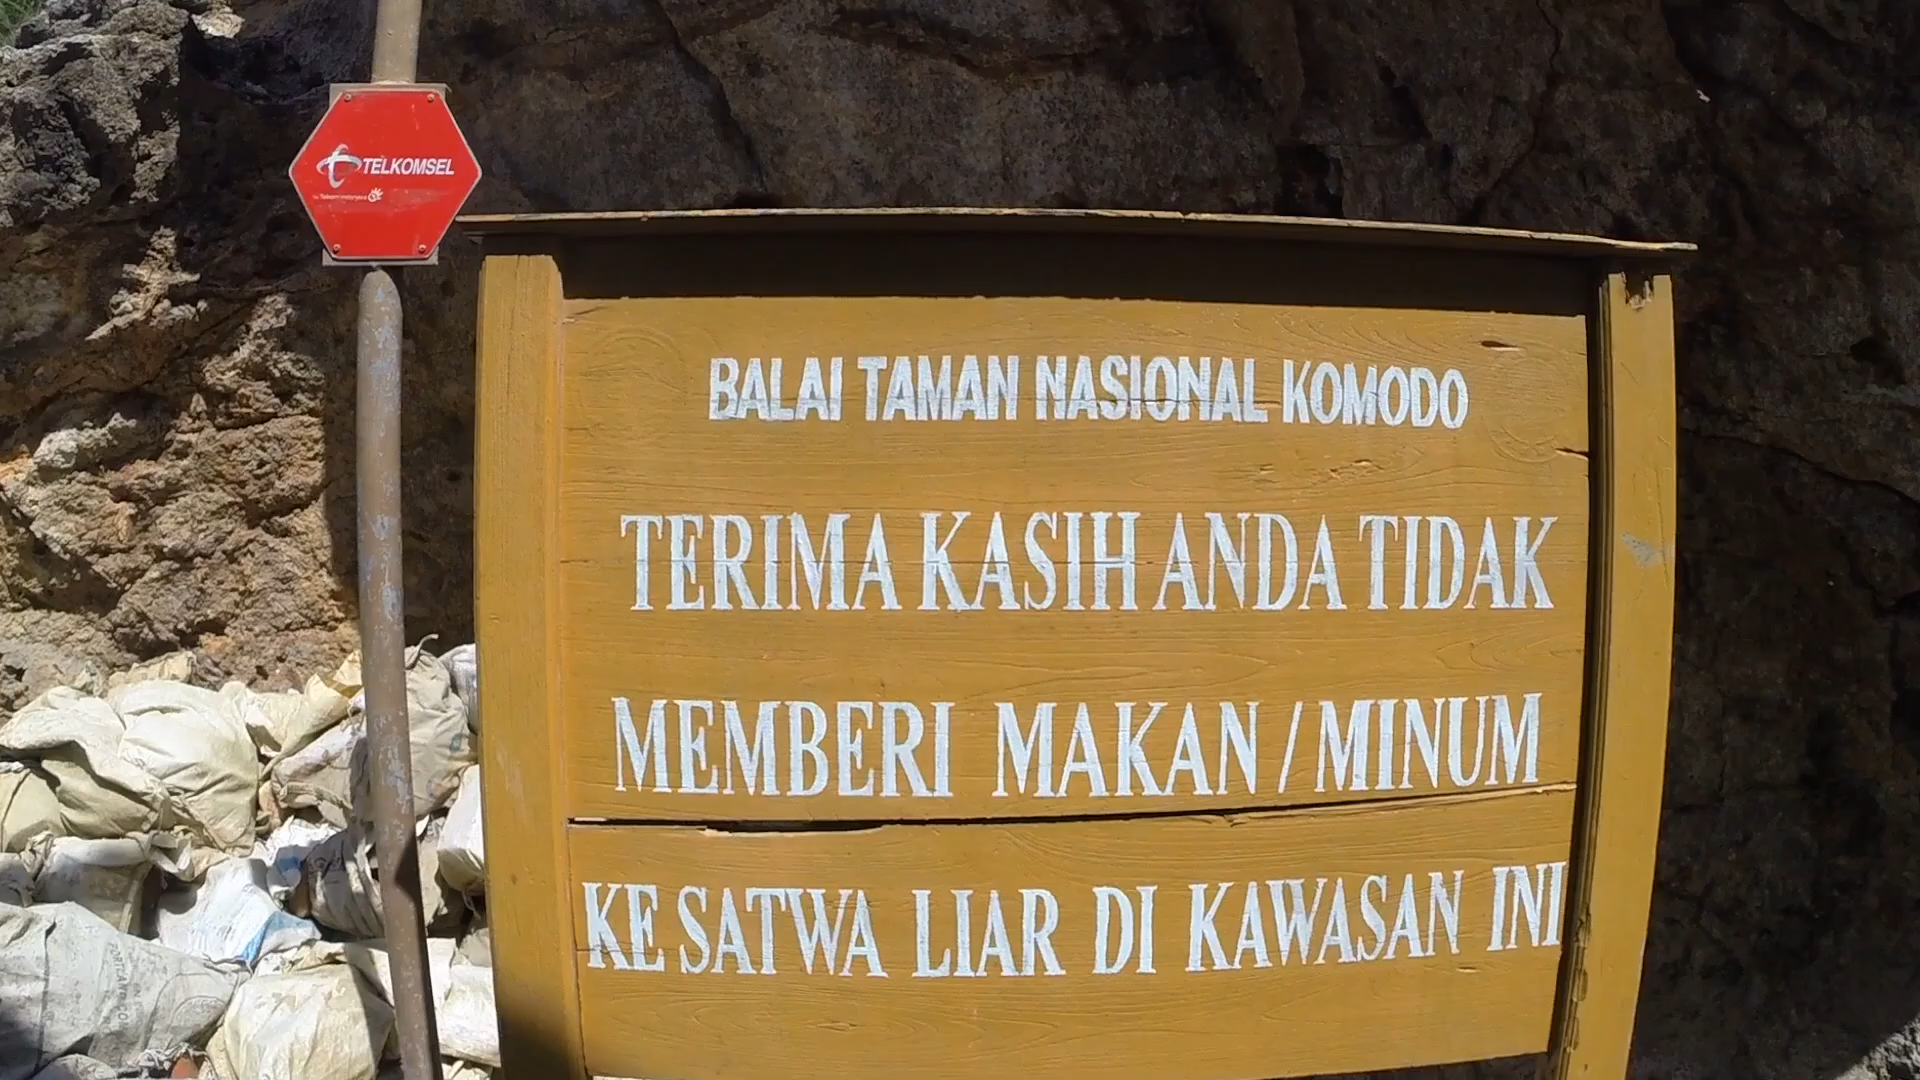 TELKOMSEL
BALAI TAMAN NASIONAL KOMODO
TERIMA KASIH ANDA TIDAK
MEMBERI MAKAN / MINUM
KE SATWA LIAR DI KAWASAN INI